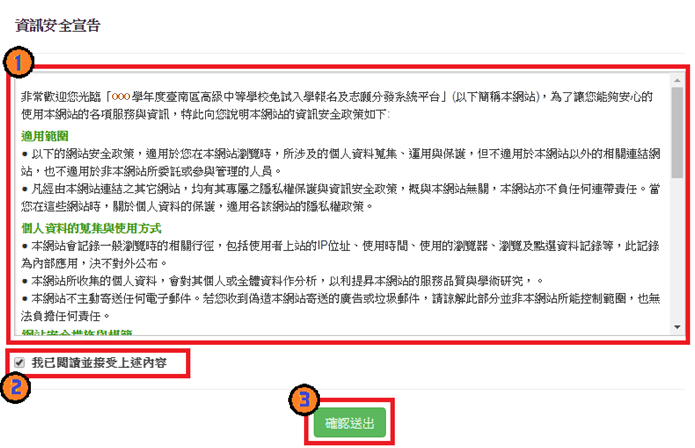 資訊安全宣告
1
非常歡迎您光臨「000學年度臺南區高級中等學校免試入學報名及志願分發系統平台」(以下簡稱本網站)，為了讓您能夠安心的
使用本網站的各項服務與資訊，特此向您說明本網站的資訊安全政策如下:
適用範圍
● 以下的網站安全政策，適用於您在本網站瀏覽時，所涉及的個人資料蒐集、運用與保護，但不適用於本網站以外的相關連結網
站，也不適用於非本網站所委託或參與管理的人員。
● 凡經由本網站連結之其它網站，均有其專屬之隱私權保護與資訊安全政策，概與本網站無關，本網站亦不負任何連帶責任。當
您在這些網站時，關於個人資料的保護，適用各該網站的隱私權政策。
個人資料的蒐集與使用方式
● 本網站會記錄一般瀏覽時的相關行徑，包括使用者上站的IP位址、使用時間、使用的瀏覽器、瀏覽及點選資料記錄等，此記錄
為內部應用，決不對外公布。
● 本網站所收集的個人資料，會對其個人或全體資料作分析，以利提昇本網站的服務品質與學術研究，。
● 本網站不主動寄送任何電子郵件。若您收到偽造本網站寄送的廣告或垃圾郵件，請諒解此部分並非本網站所能控制範圍，也無
法負擔任何責任。
網站安全措施與規範
我已閱讀並接受上述內容
2
3
確認送出